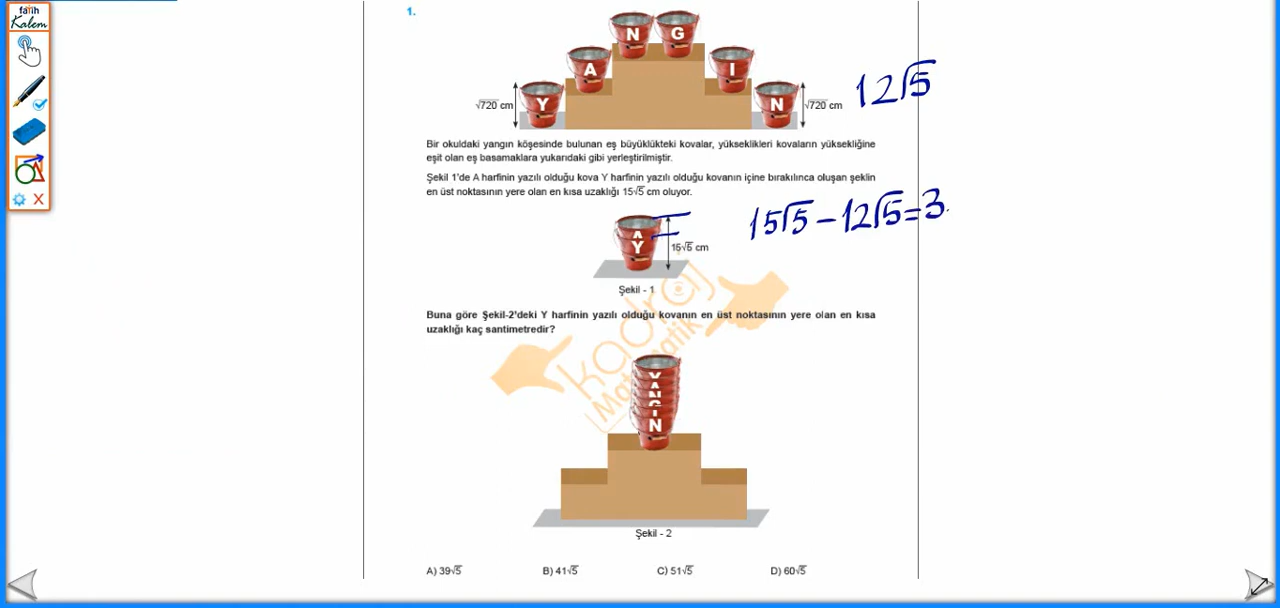 fatih
Kalem
1.
N G
A I
√720 cm Y N √720 cm 12√5
Bir okuldaki yangın köşesinde bulunan eş büyüklükteki kovalar, yükseklikleri kovaların yüksekliğine
eşit olan eş basamaklara yukarıdaki gibi yerleştirilmiştir.
Şekil 1'de A harfinin yazılı olduğu kova Y harfinin yazılı olduğu kovanın içine bırakılınca oluşan şeklin
en üst noktasının yere olan en kısa uzaklığı 15√5 cm oluyor.
15√5 - 12√5 = 3
A
Y 15√5 cm
Şekil - 1
kadraj
Matematik
Buna göre Şekil-2'deki Y harfinin yazılı olduğu kovanın en üst noktasının yere olan en kısa
uzaklığı kaç santimetredir?
Y
A
N
G
I
N
Şekil - 2
A) 39√5 B) 41√5 C) 51√5 D) 60√5